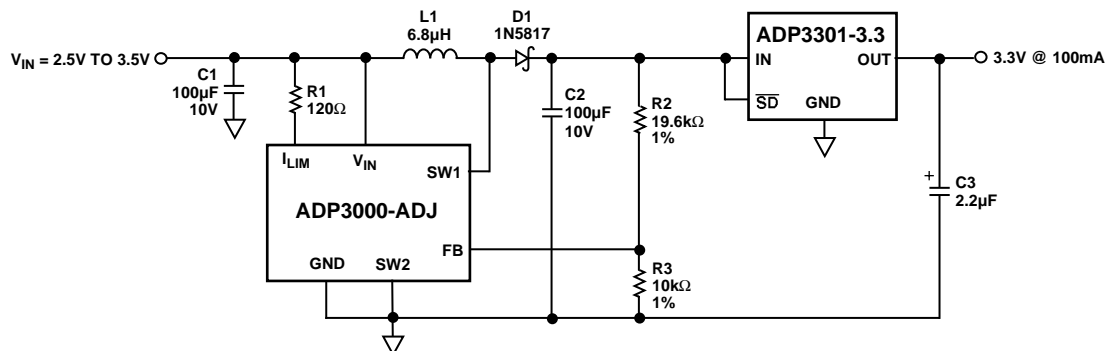 L1
6.8µH
D1
1N5817
ADP3301-3.3
V_IN = 2.5V TO 3.5V
IN
OUT
3.3V @ 100mA
C1
100µF
10V
R1
120Ω
C2
100µF
10V
R2
19.6kΩ
1%
SD
GND
I_LIM
V_IN
SW1
+
C3
2.2µF
ADP3000-ADJ
FB
GND
SW2
R3
10kΩ
1%